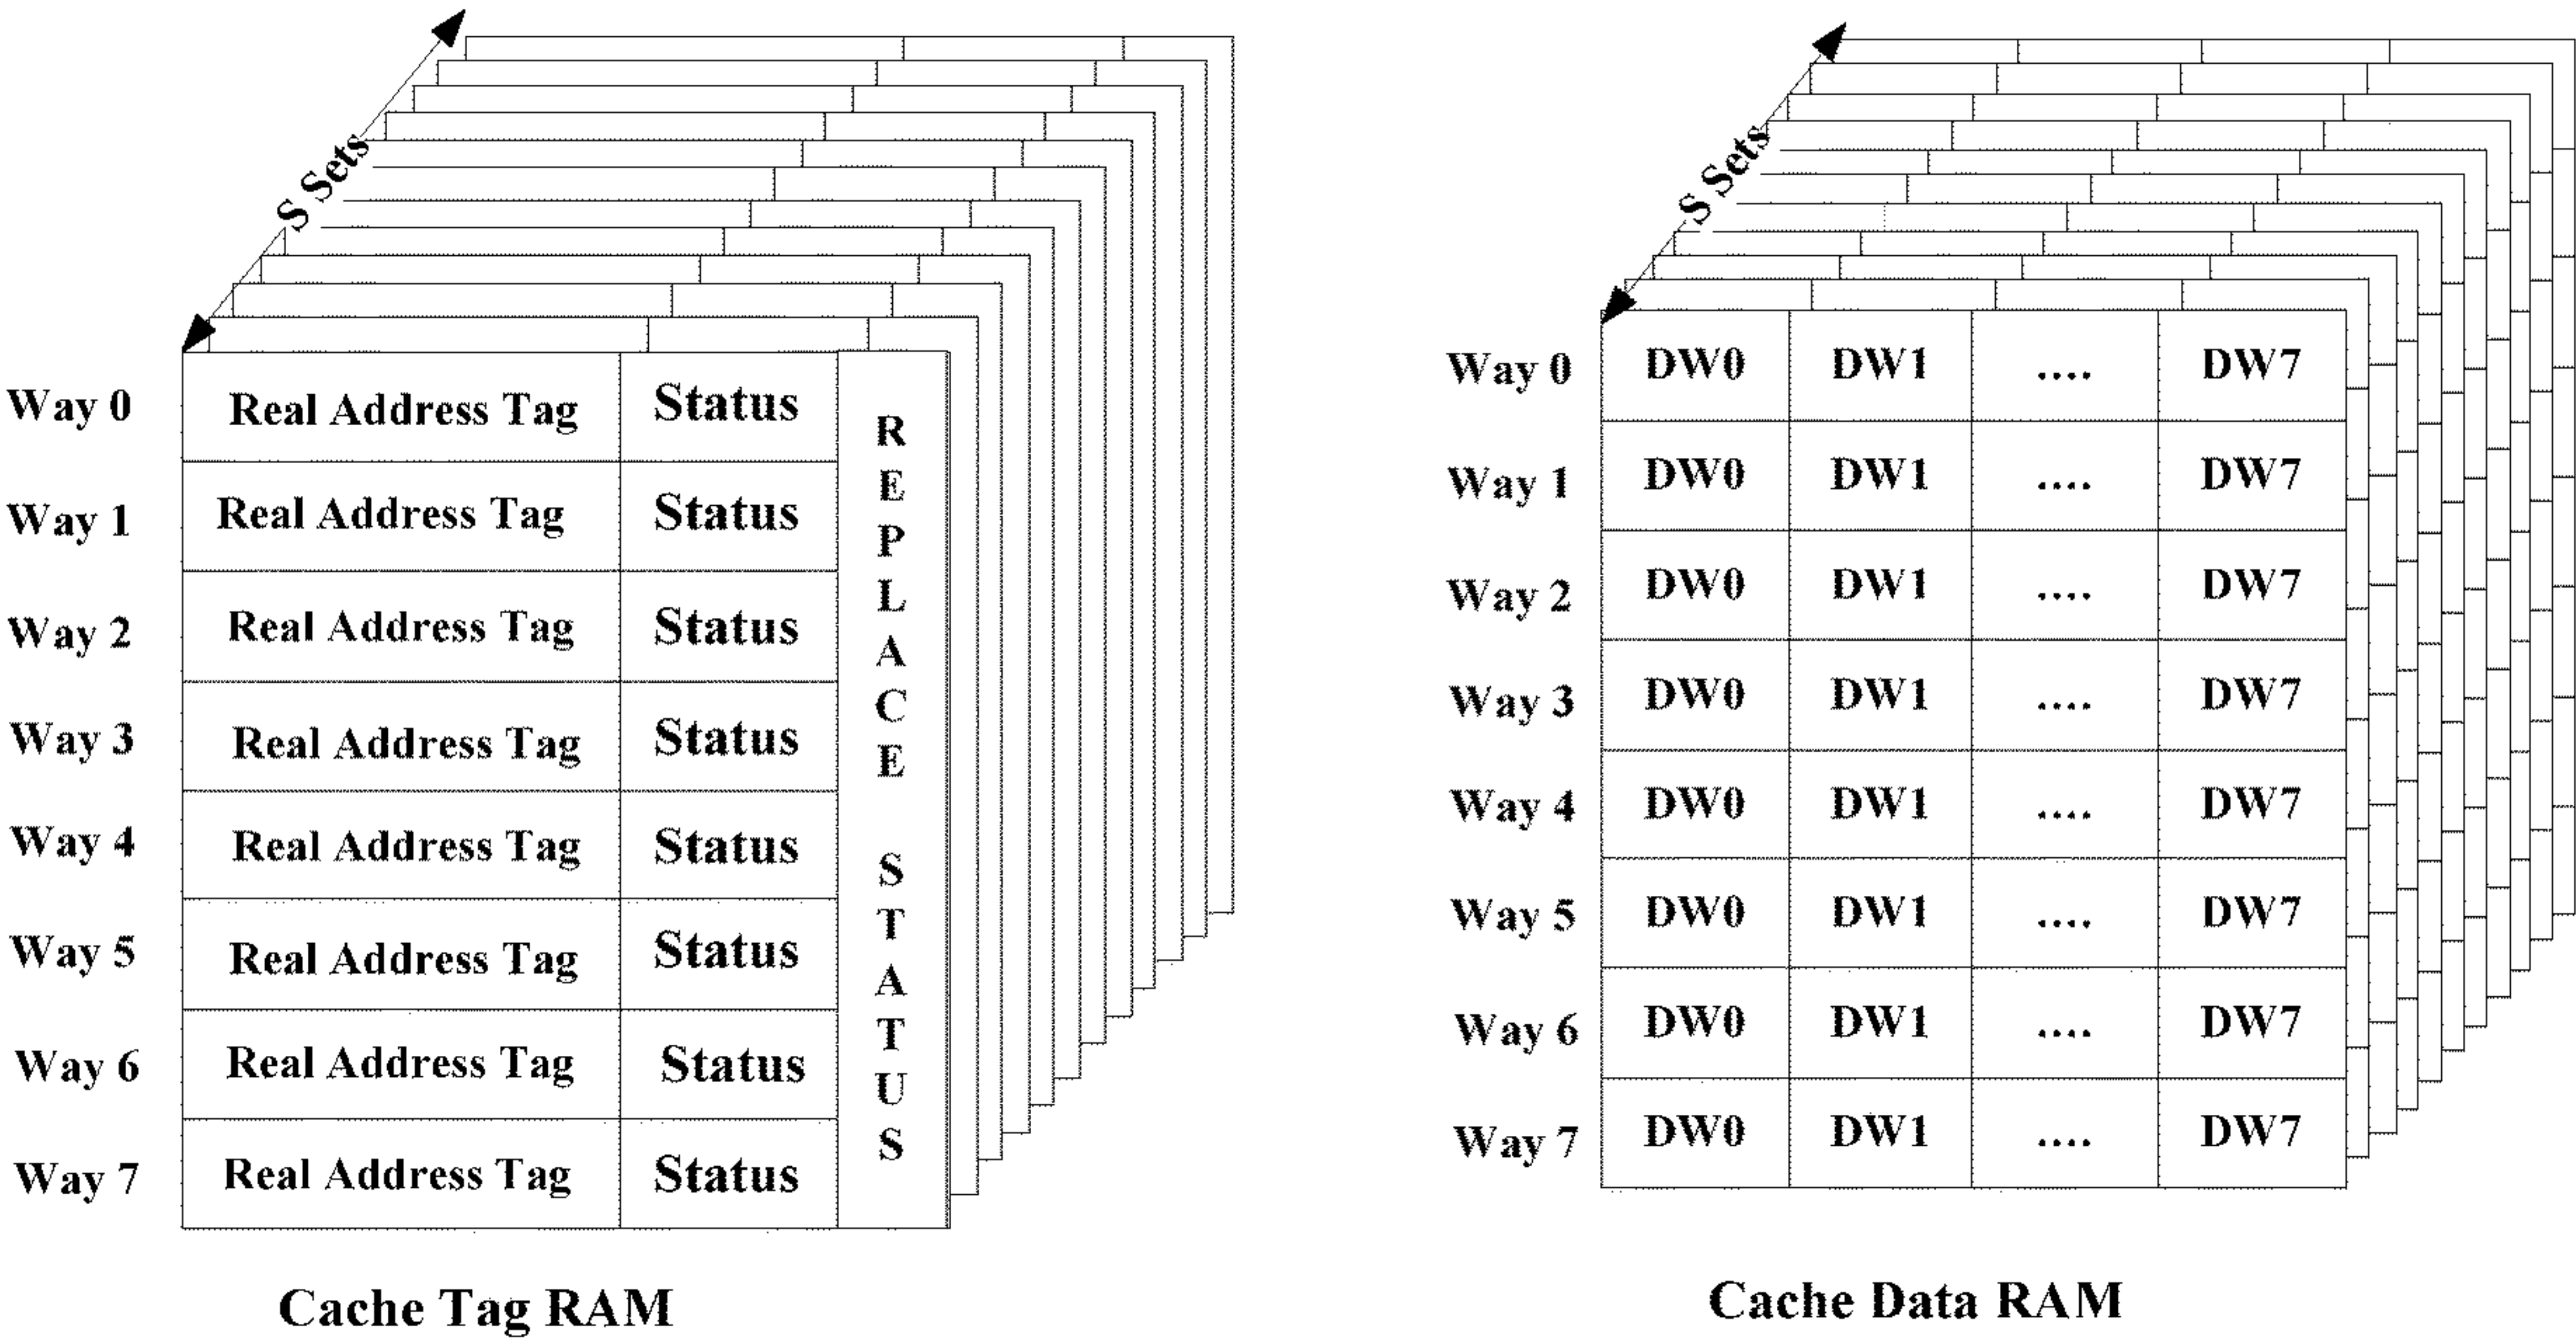 S Sets
Way 0 Real Address Tag Status
Way 1 Real Address Tag Status
Way 2 Real Address Tag Status
Way 3 Real Address Tag Status
Way 4 Real Address Tag Status
Way 5 Real Address Tag Status
Way 6 Real Address Tag Status
Way 7 Real Address Tag Status
REPLACE STATUS
Cache Tag RAM
S Sets
Way 0 DW0 DW1 .... DW7
Way 1 DW0 DW1 .... DW7
Way 2 DW0 DW1 .... DW7
Way 3 DW0 DW1 .... DW7
Way 4 DW0 DW1 .... DW7
Way 5 DW0 DW1 .... DW7
Way 6 DW0 DW1 .... DW7
Way 7 DW0 DW1 .... DW7
Cache Data RAM